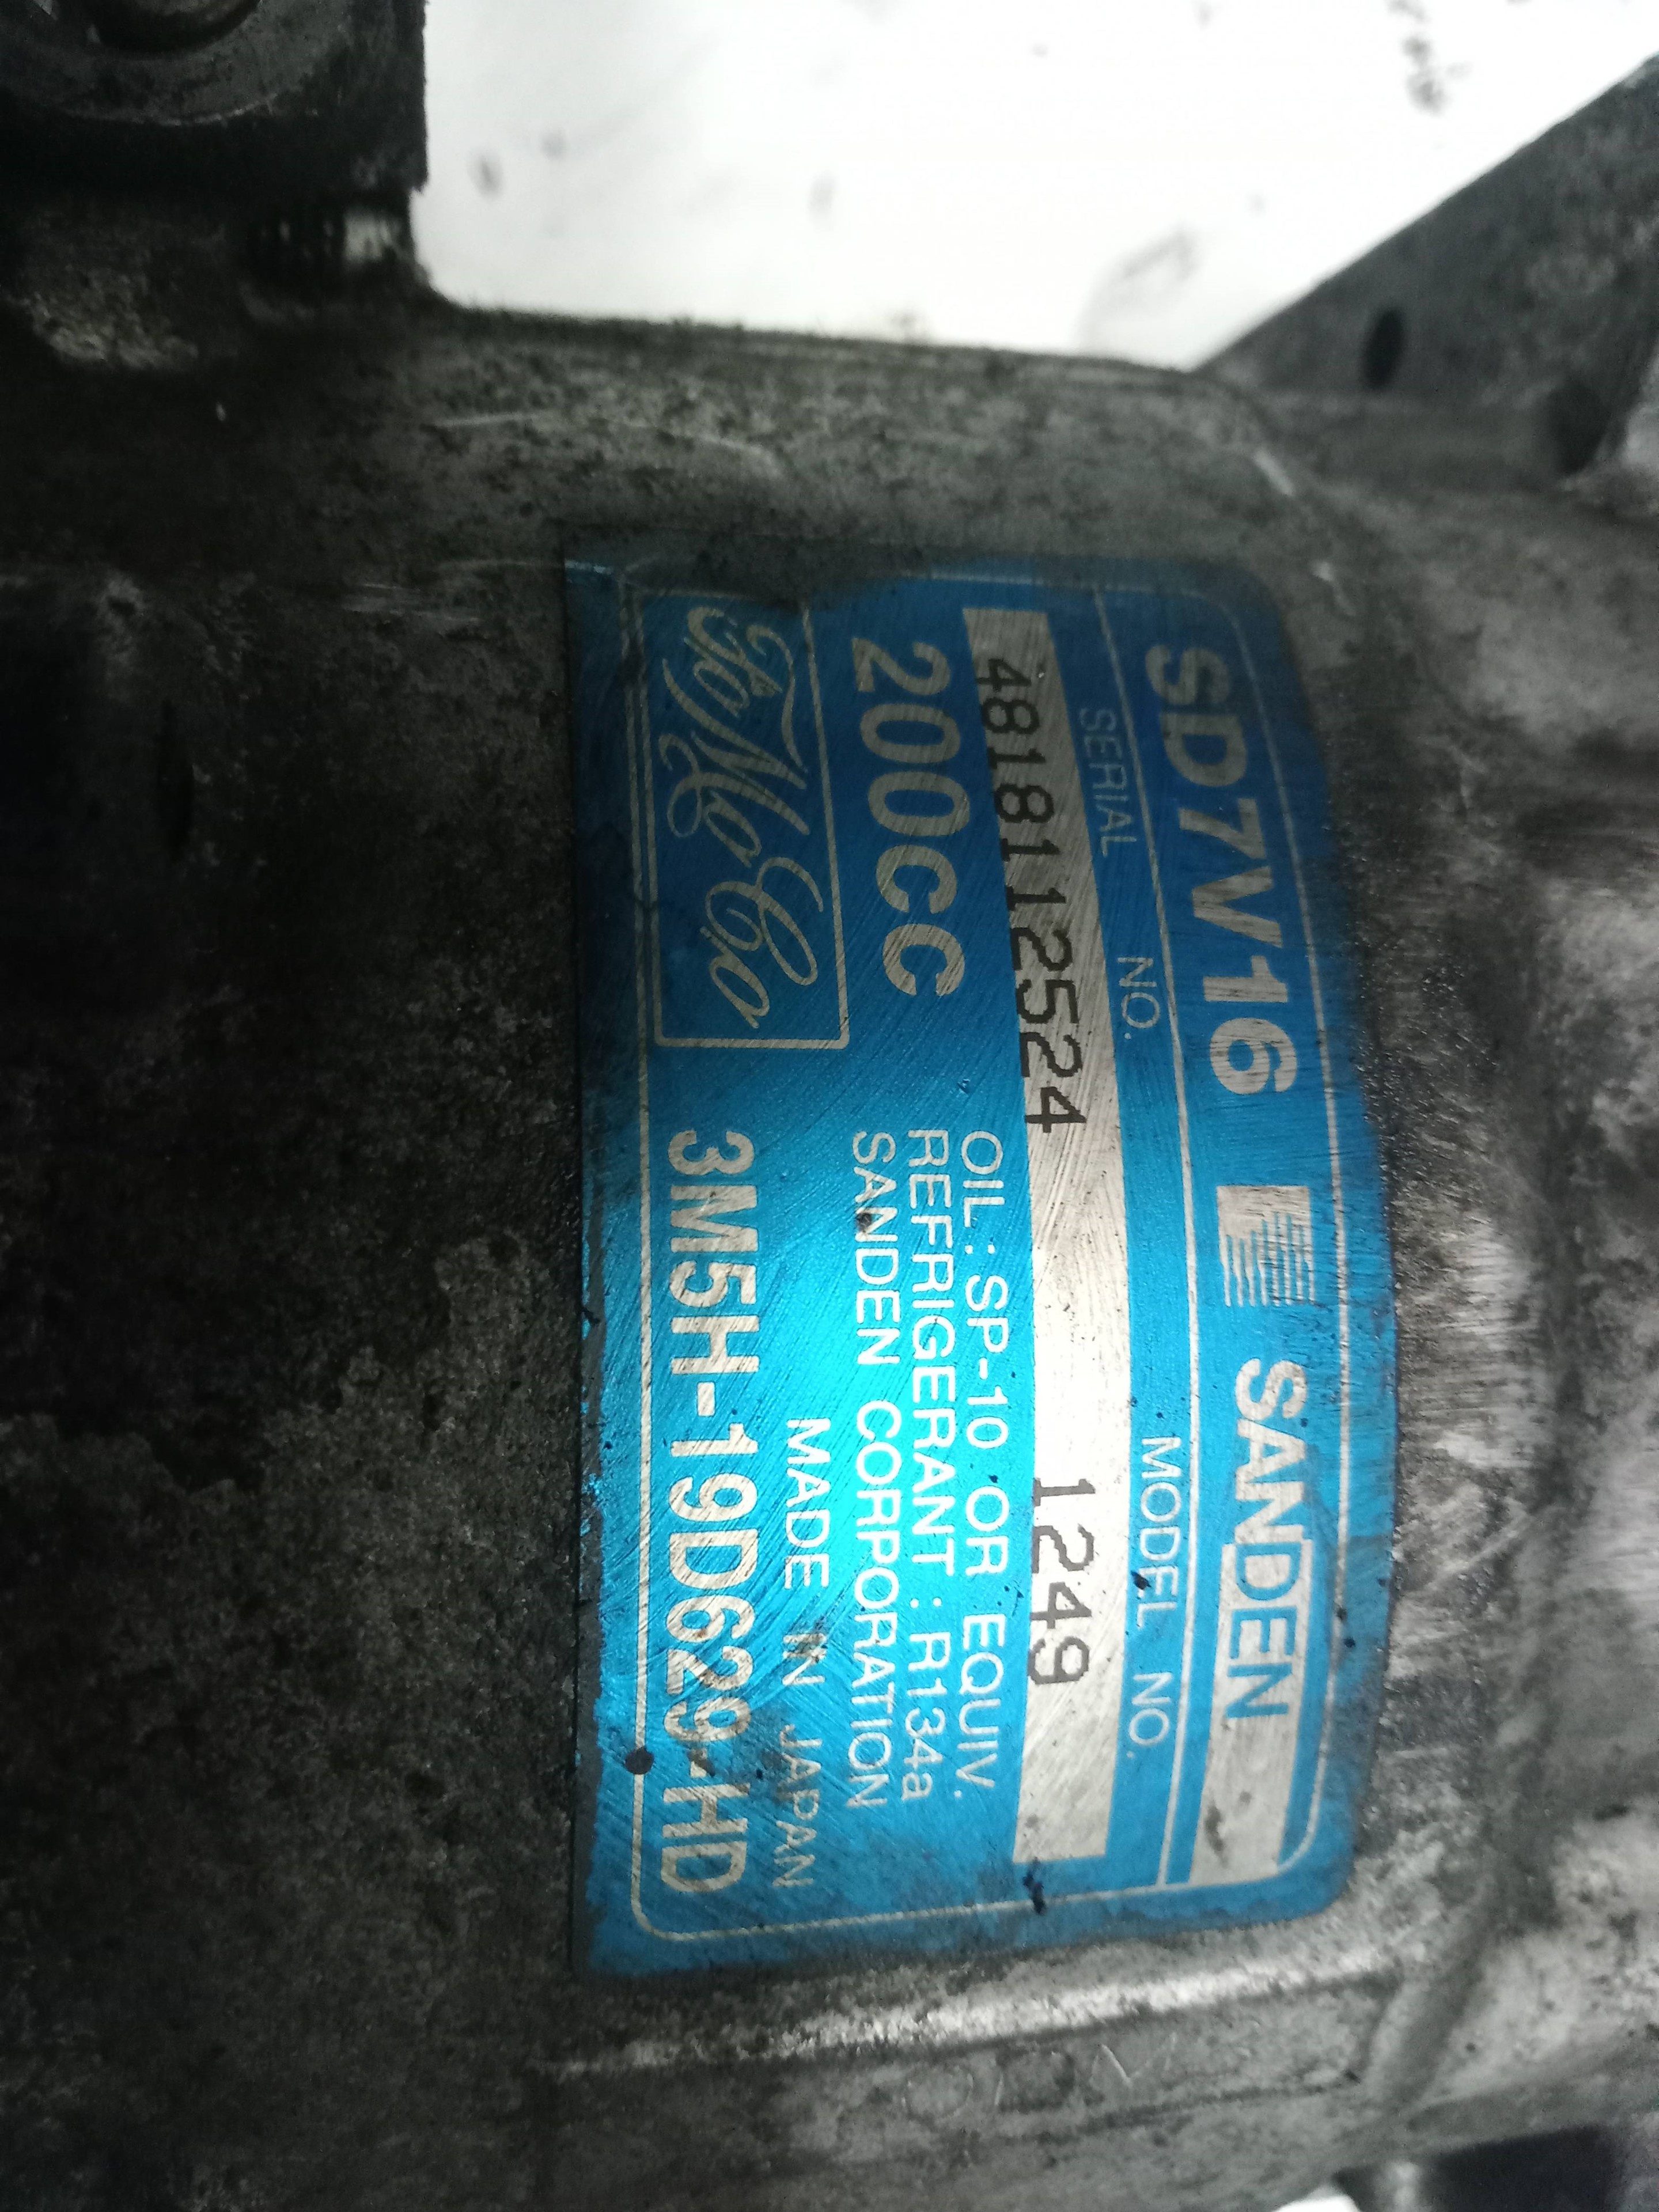 SD7V16 SANDEN
SERIAL NO. MODEL NO.
4818112524 1249
200cc
OIL: SP-10 OR EQUIV.
REFRIGERANT : R134a
SANDEN CORPORATION
MADE IN JAPAN
FoMoCo 3M5H-19D629-HD